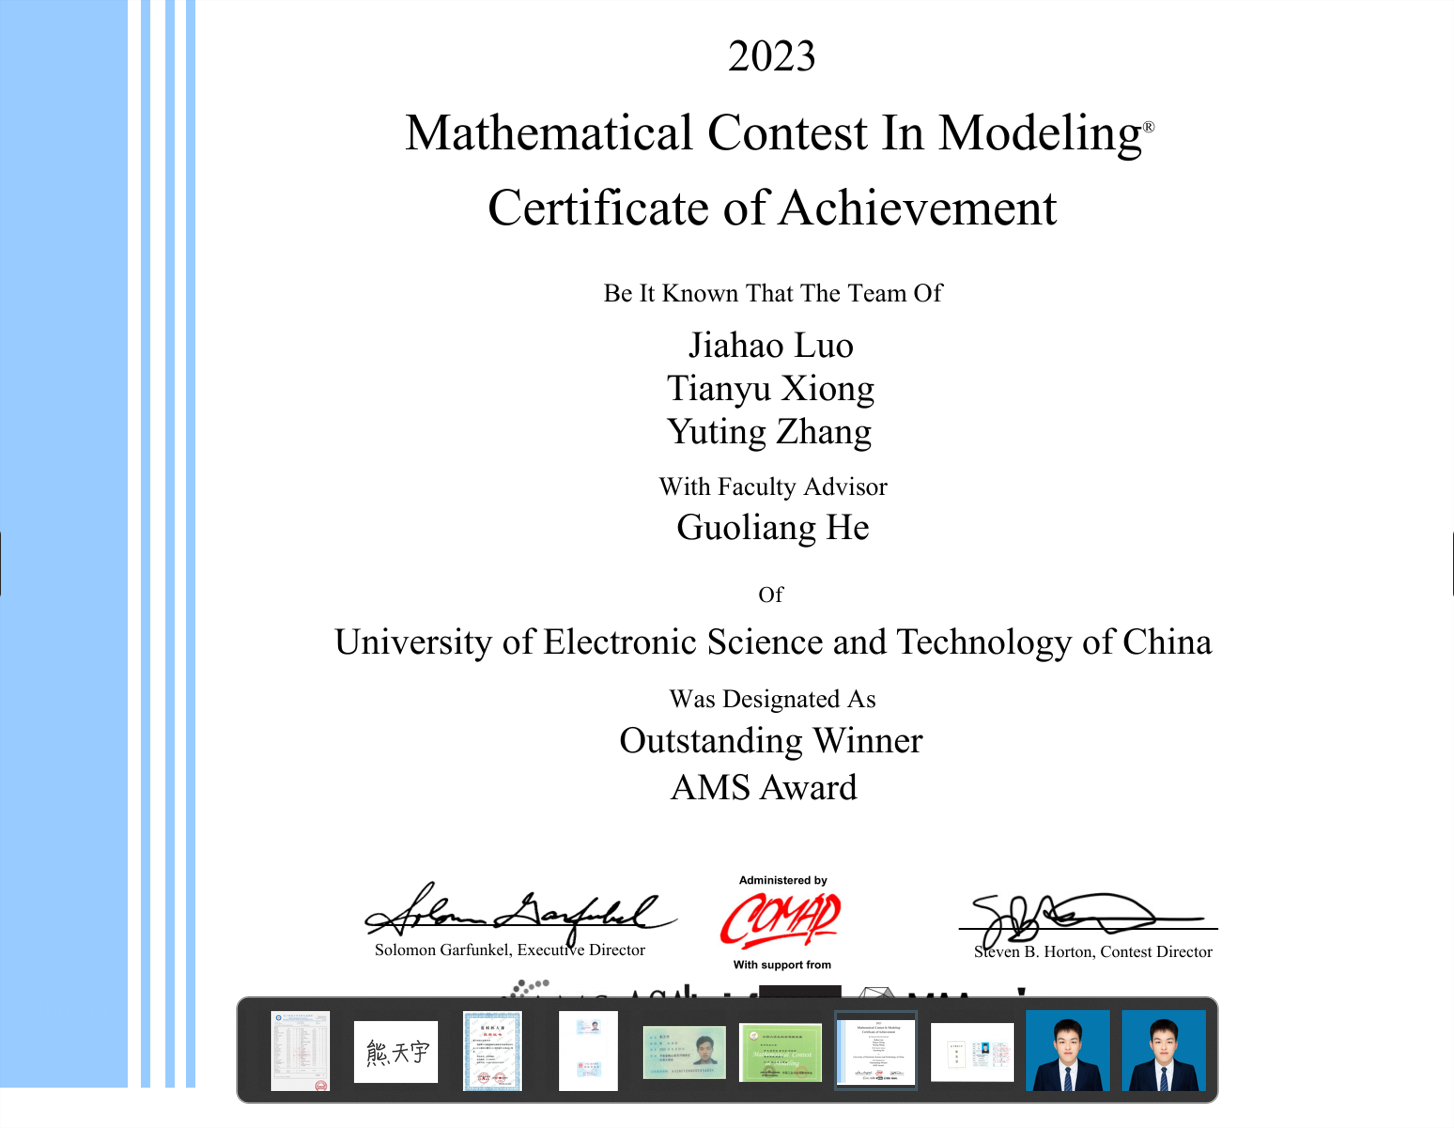 2023
Mathematical Contest In Modeling®
Certificate of Achievement
Be It Known That The Team Of
Jiahao Luo
Tianyu Xiong
Yuting Zhang
With Faculty Advisor
Guoliang He
Of
University of Electronic Science and Technology of China
Was Designated As
Outstanding Winner
AMS Award
Administered by
COMAP
Solomon Garfunkel, Executive Director
Steven B. Horton, Contest Director
With support from
熊天宇